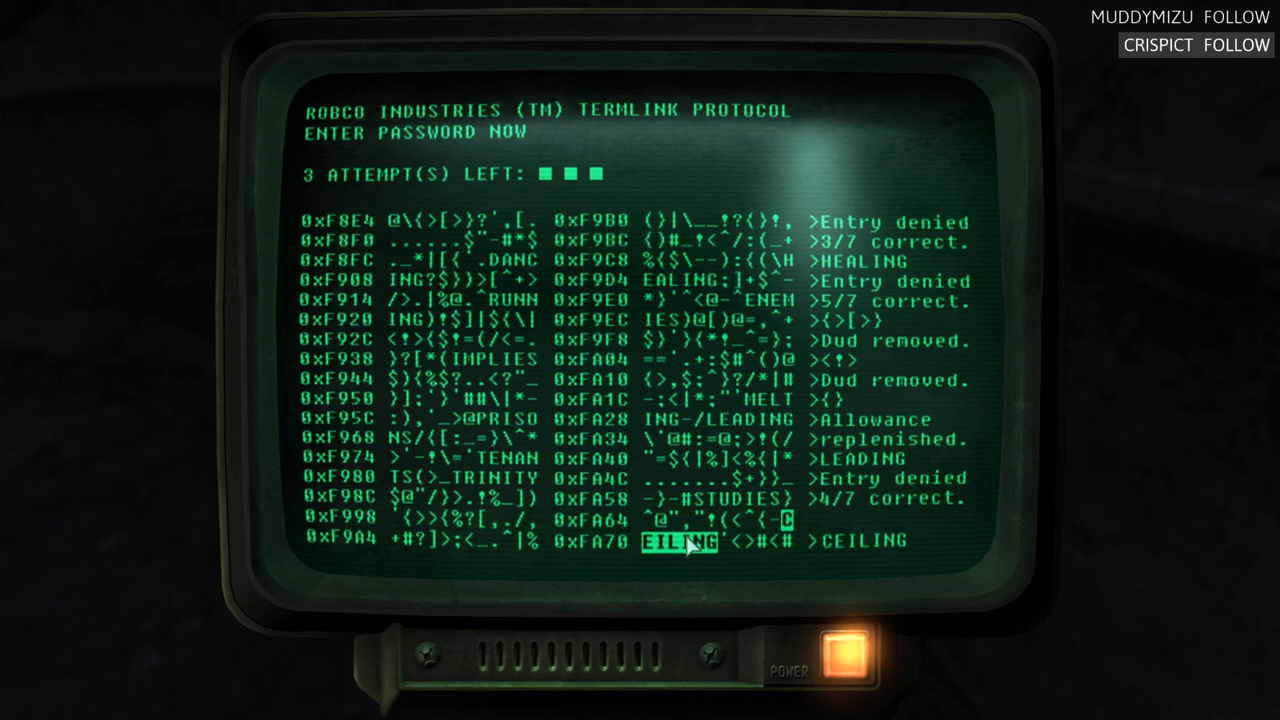 MUDDYMIZU FOLLOW
CRISPICT FOLLOW
ROBCO INDUSTRIES (TM) TERMLINK PROTOCOL
ENTER PASSWORD NOW
3 ATTEMPT(S) LEFT: ■ ■ ■
0xF8E4 @\{>[>}?',[. 0xF9B0 (}|\__!?{}!, >Entry denied
0xF8F0 ......$"-#*$ 0xF9BC {)#_!<^/:(_+ >3/7 correct.
0xF8FC ._*|[{'.DANC 0xF9C8 %{$\--):{(\H >HEALING
0xF908 ING?$})>[^+> 0xF9D4 EALING;]+$^- >Entry denied
0xF914 />.|%@.^RUNN 0xF9E0 *}'^<@-^ENEM >5/7 correct.
0xF920 ING)!$]|${\| 0xF9EC IES)@[)@=,^+ >{>[>}
0xF92C <!>{$!=(/<=. 0xF9F8 $}'}{*!_^=}; >Dud removed.
0xF938 }?[*(IMPLIES 0xFA04 =='.+:$#^()@ ><!>
0xF944 $){%$?..<?"_ 0xFA10 {>,$;^}?/*|# >Dud removed.
0xF950 }];'}'##\|*- 0xFA1C -;<|*;"'MELT >{}
0xF95C :),'_>@PRISO 0xFA28 ING-/LEADING >Allowance
0xF968 NS/{[:_=}\^* 0xFA34 \'@#:=@;>!(/ >replenished.
0xF974 >'-!\='TENAN 0xFA40 "=${|%]<%{|* >LEADING
0xF980 TS(>_TRINITY 0xFA4C .......$+}}_ >Entry denied
0xF98C $@"/}>.!%_]) 0xFA58 -}-#STUDIES} >4/7 correct.
0xF998 '{>>{%?[,./, 0xFA64 ^@","!(<^{-C
0xF9A4 +#?]>;<_.^|% 0xFA70 EILING'<>#<# >CEILING
POWER